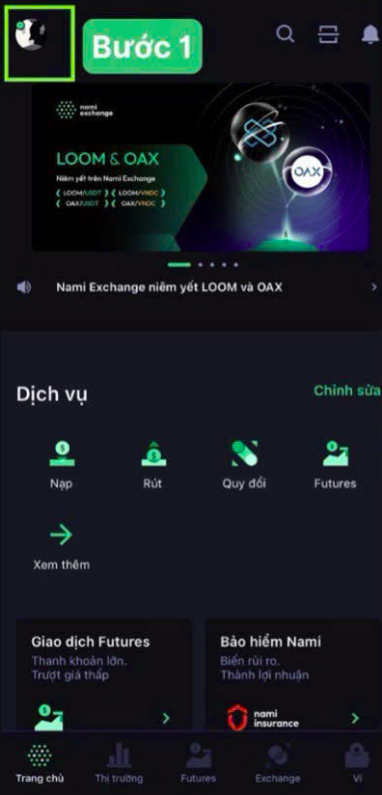 Bước 1
nami
exchange
LOOM & OAX
Niêm yết trên Nami Exchange
( LOOM/USDT ) ( LOOM/VNDC )
( OAX/USDT ) ( OAX/VNDC )
OAX
Nami Exchange niêm yết LOOM và OAX
Dịch vụ
Chỉnh sửa
Nạp
Rút
Quy đổi
Futures
Xem thêm
Giao dịch Futures
Thanh khoản lớn.
Trượt giá thấp
Bảo hiểm Nami
Biến rủi ro.
Thành lợi nhuận
nami
insurance
Trang chủ
Thị trường
Futures
Exchange
Ví